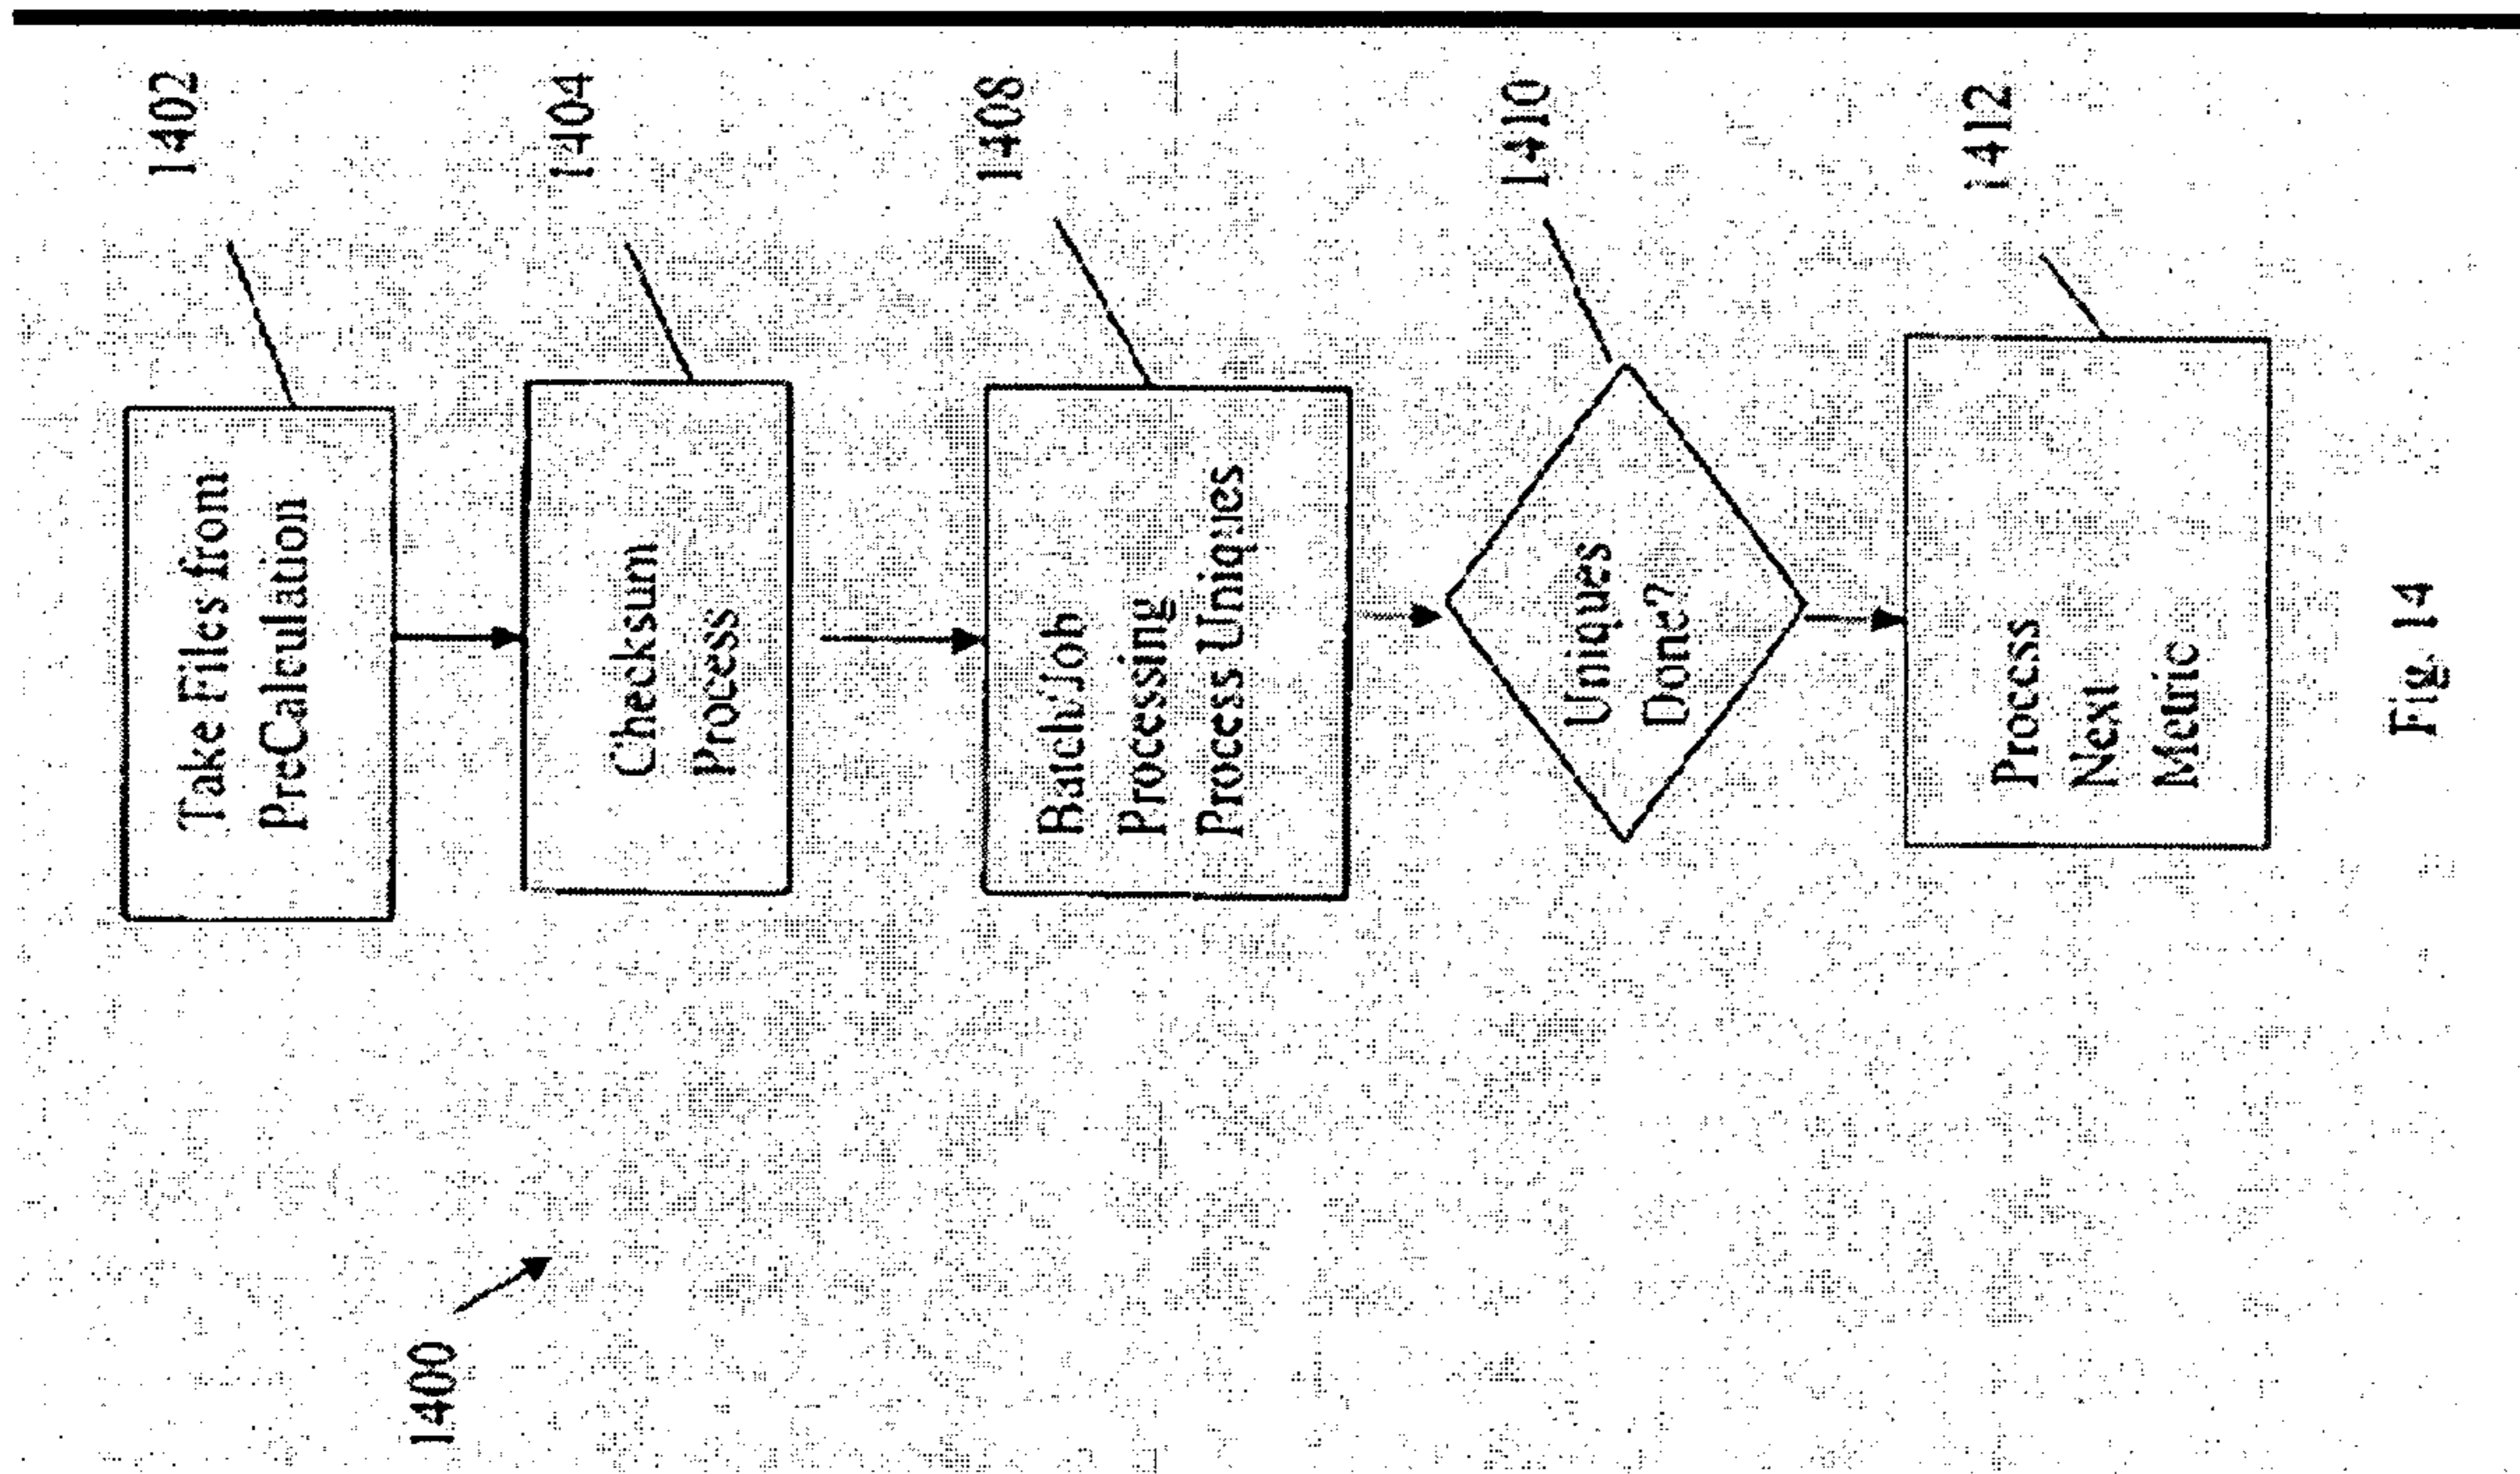 1400
Take Files from
PreCalculation
1402
Checksum
Process
1404
Batch/Job
Processing
Process Uniques
1408
Uniques
Done?
1410
Process
Next
Metric
1412
Fig. 14